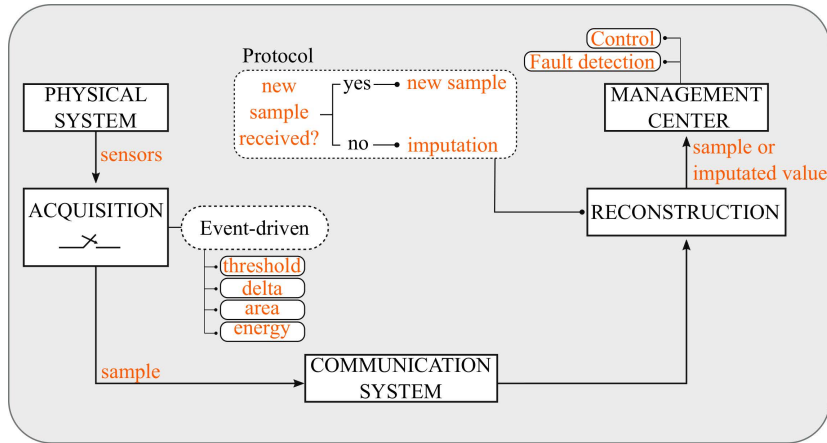 Protocol
new
sample
received?
yes
new sample
no
imputation
Control
Fault detection
MANAGEMENT
CENTER
PHYSICAL
SYSTEM
sensors
sample or
imputated value
ACQUISITION
Event-driven
RECONSTRUCTION
threshold
delta
area
energy
sample
COMMUNICATION
SYSTEM